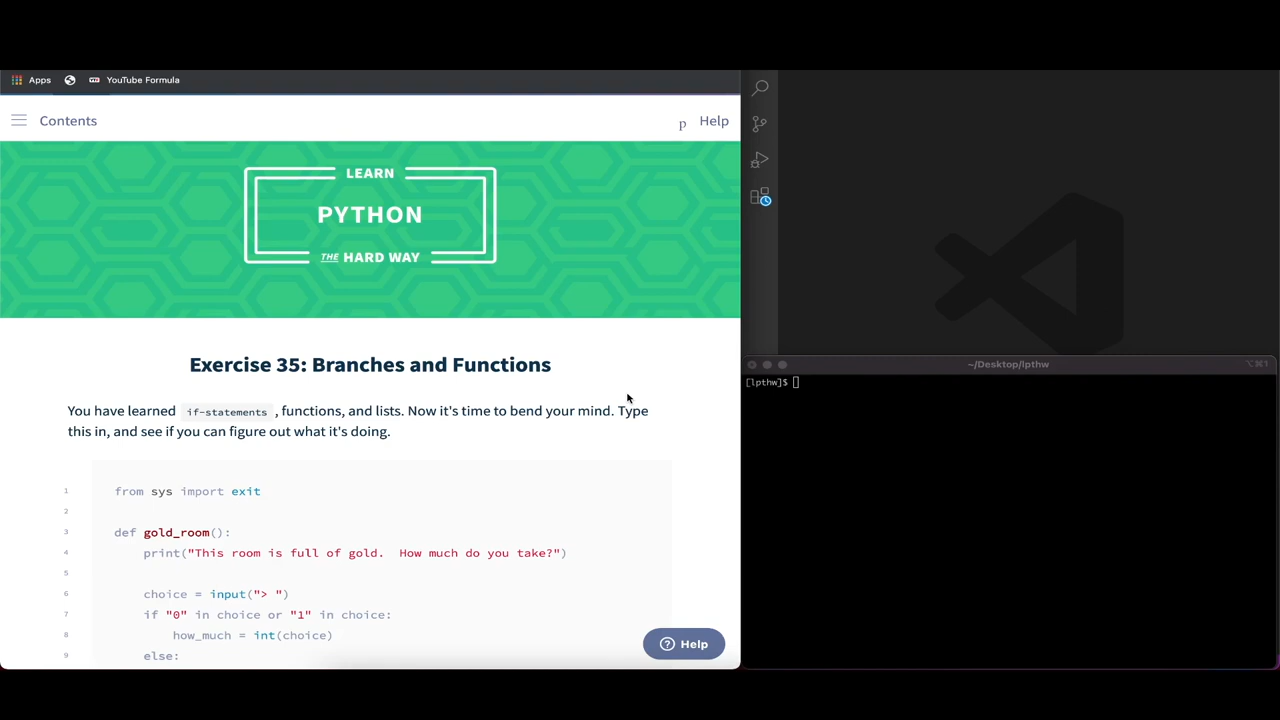 Apps YouTube Formula
Contents
p Help
LEARN
PYTHON
THE HARD WAY
Exercise 35: Branches and Functions
You have learned if-statements , functions, and lists. Now it's time to bend your mind. Type
this in, and see if you can figure out what it's doing.
1 from sys import exit
2
3 def gold_room():
4 print("This room is full of gold.  How much do you take?")
5
6 choice = input("> ")
7 if "0" in choice or "1" in choice:
8 how_much = int(choice)
9 else:
Help
~/Desktop/lpthw ⌥⌘1
[lpthw]$